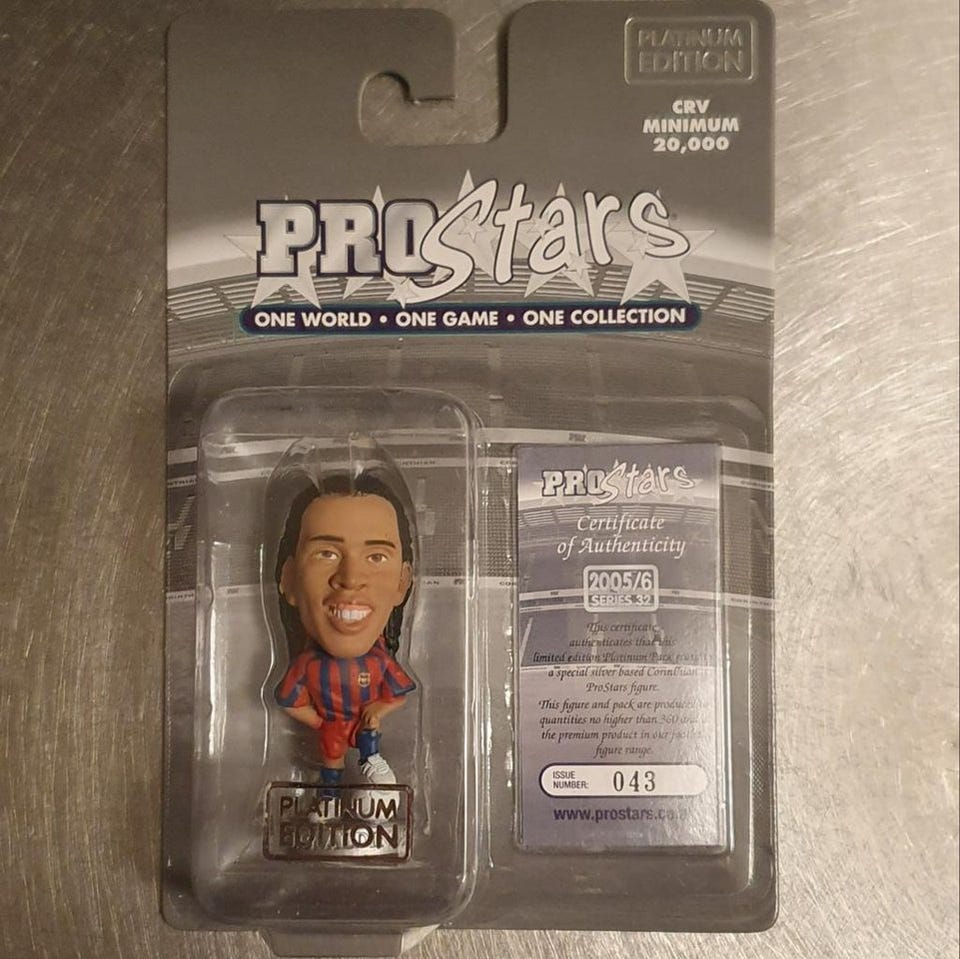 PLATINUM
EDITION
CRV
MINIMUM
20,000
PROStars
ONE WORLD • ONE GAME • ONE COLLECTION
PROStars
Certificate
of Authenticity
2005/6
SERIES 32
This certificate
authenticates that this
limited edition Platinum Pack
a special silver based Corinthian
ProStars figure.
This figure and pack are produced
quantities no higher than 360
the premium product in our
figure range.
ISSUE
NUMBER: 043
www.prostars.co
PLATINUM
EDITION